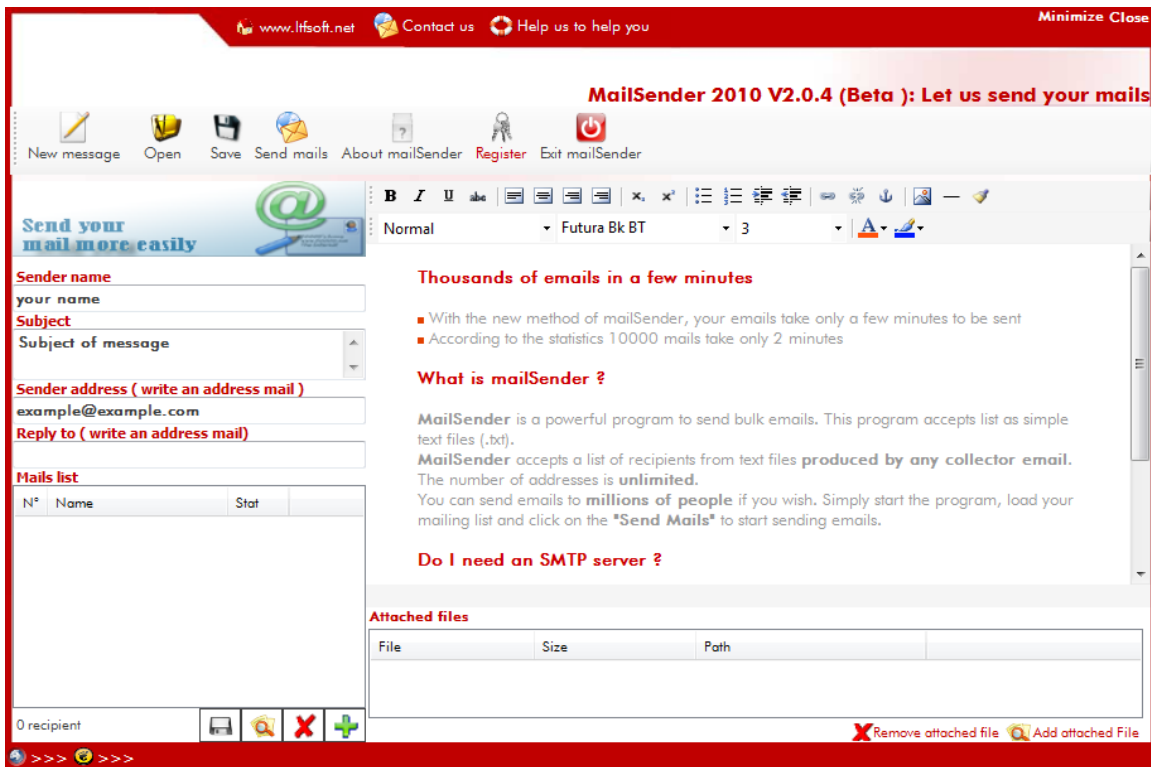 www.ltfsoft.net Contact us Help us to help you Minimize Close
MailSender 2010 V2.0.4 (Beta ): Let us send your mails
New message Open Save Send mails About mailSender Register Exit mailSender
Send your
mail more easily
B I U abc x₂ x²
Normal Futura Bk BT 3 A
Sender name
your name
Subject
Subject of message
Sender address ( write an address mail )
example@example.com
Reply to ( write an address mail)
Mails list
N° Name Stat
0 recipient
Thousands of emails in a few minutes
With the new method of mailSender, your emails take only a few minutes to be sent
According to the statistics 10000 mails take only 2 minutes
What is mailSender ?
MailSender is a powerful program to send bulk emails. This program accepts list as simple
text files (.txt).
MailSender accepts a list of recipients from text files produced by any collector email.
The number of addresses is unlimited.
You can send emails to millions of people if you wish. Simply start the program, load your
mailing list and click on the "Send Mails" to start sending emails.
Do I need an SMTP server ?
Attached files
File Size Path
Remove attached file Add attached File
>>> >>>